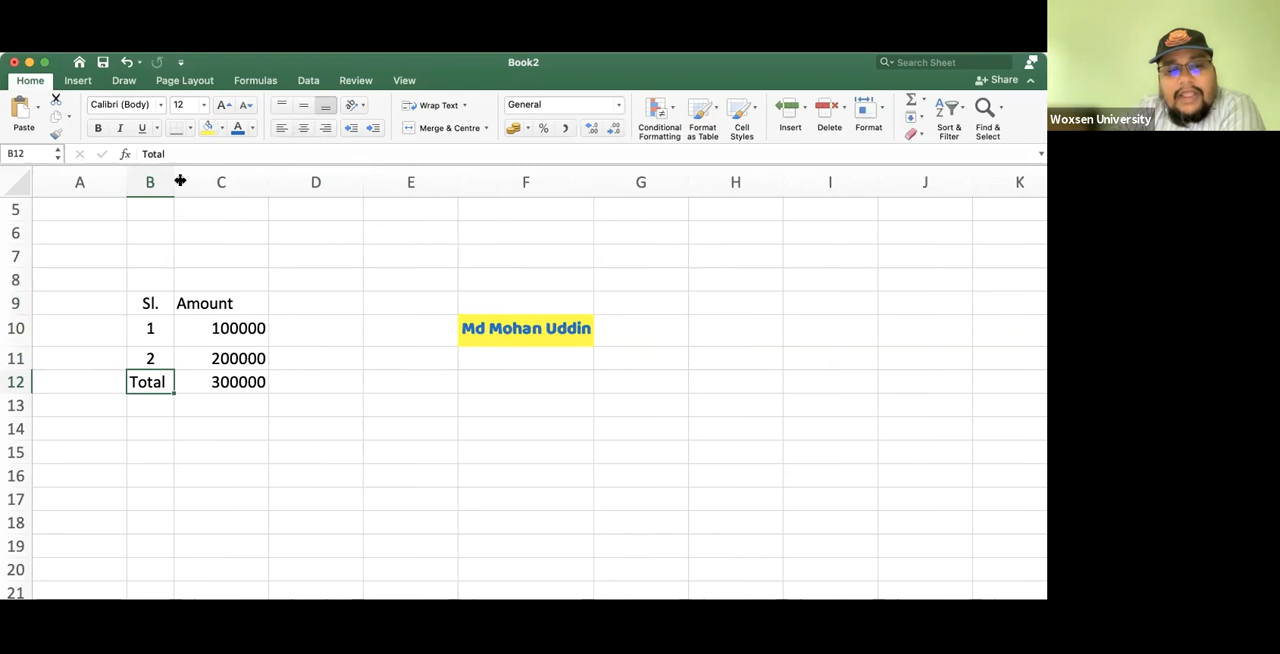 Book2
Search Sheet
Home Insert Draw Page Layout Formulas Data Review View Share
Calibri (Body) 12 Wrap Text General
Paste B I U Merge & Centre % Conditional Formatting Format as Table Cell Styles Insert Delete Format Sort & Filter Find & Select
B12 fx Total
A B C D E F G H I J K
5
6
7
8
9 Sl. Amount
10 1 100000 Md Mohan Uddin
11 2 200000
12 Total 300000
13
14
15
16
17
18
19
20
21
Woxsen University